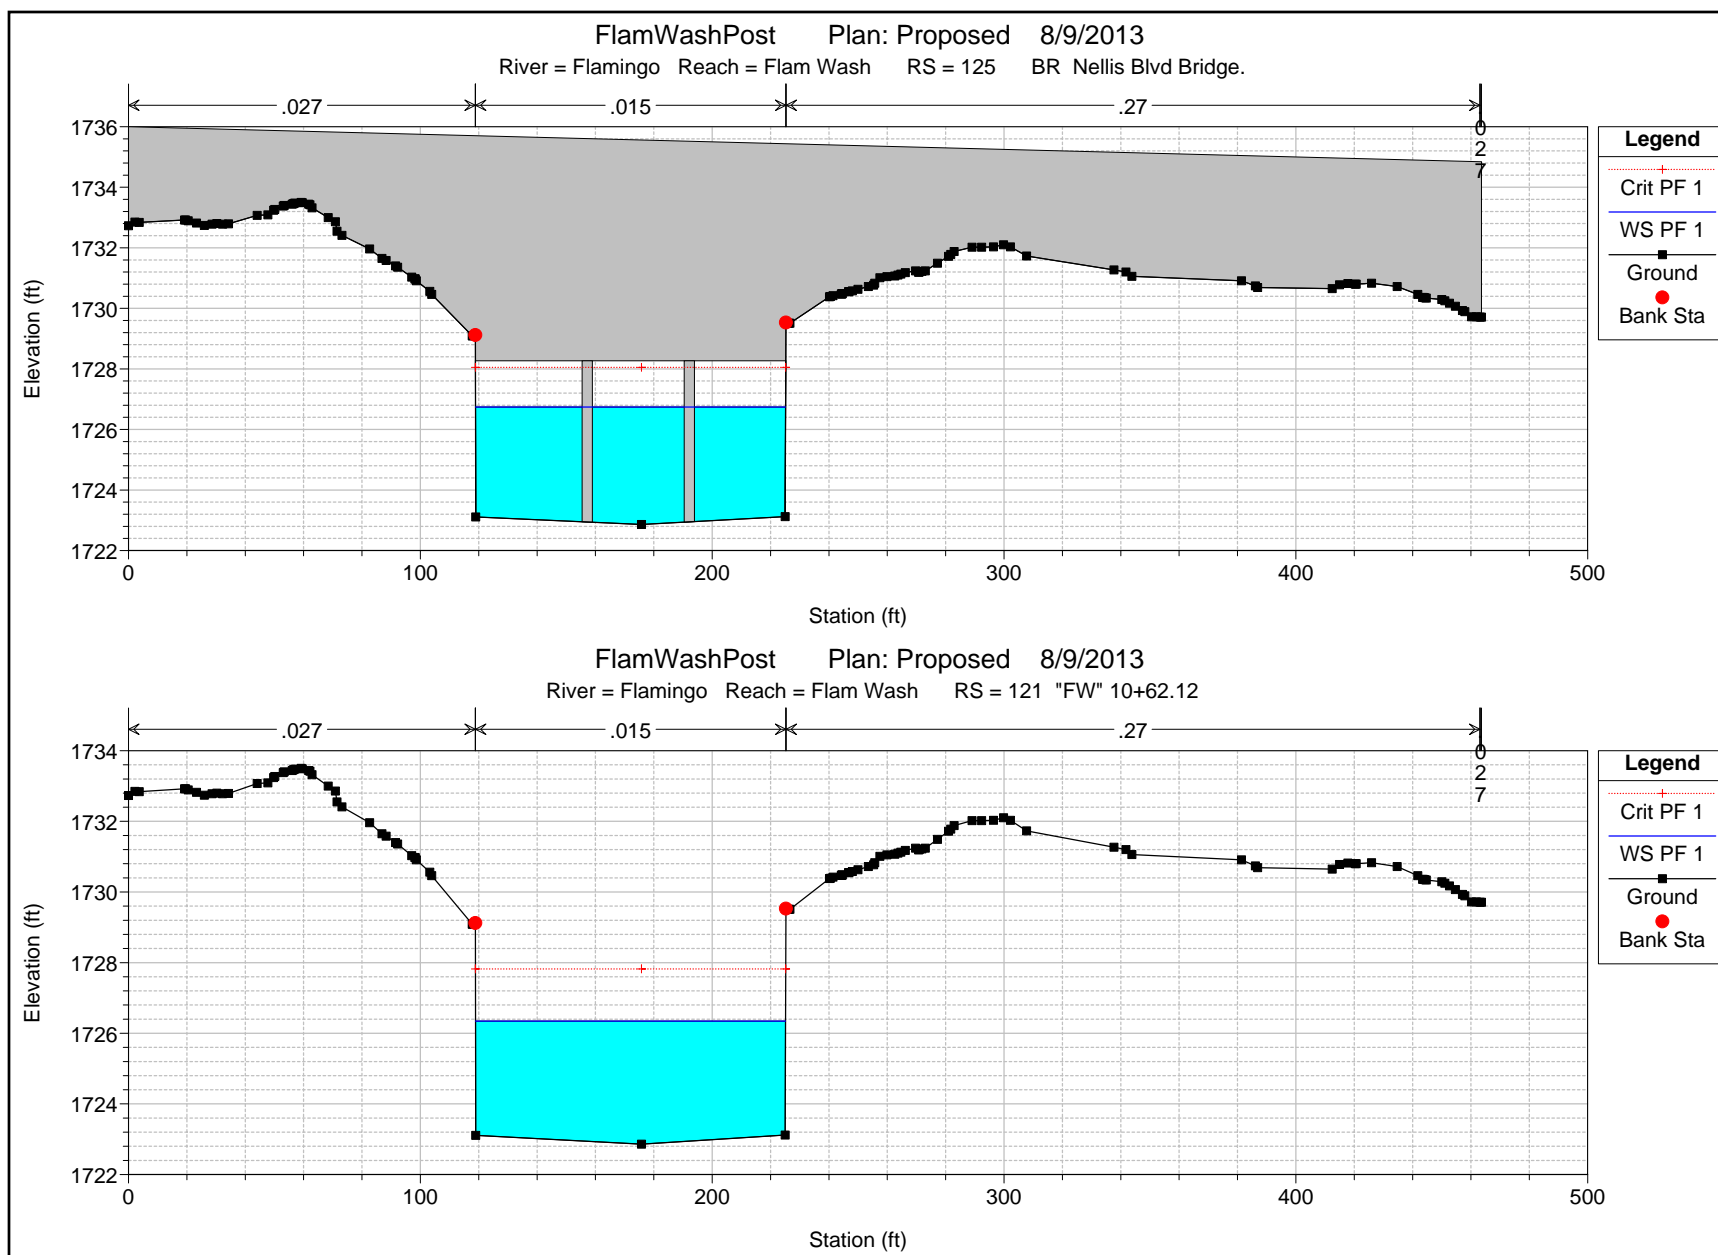 FlamWashPost Plan: Proposed 8/9/2013
River = Flamingo Reach = Flam Wash RS = 125 BR Nellis Blvd Bridge.
.027 .015 .27
0
2
7
1736
1734
1732
1730
1728
1726
1724
1722
Elevation (ft)
0 100 200 300 400 500
Station (ft)
Legend
Crit PF 1
WS PF 1
Ground
Bank Sta
FlamWashPost Plan: Proposed 8/9/2013
River = Flamingo Reach = Flam Wash RS = 121 "FW" 10+62.12
.027 .015 .27
0
2
7
1734
1732
1730
1728
1726
1724
1722
Elevation (ft)
0 100 200 300 400 500
Station (ft)
Legend
Crit PF 1
WS PF 1
Ground
Bank Sta